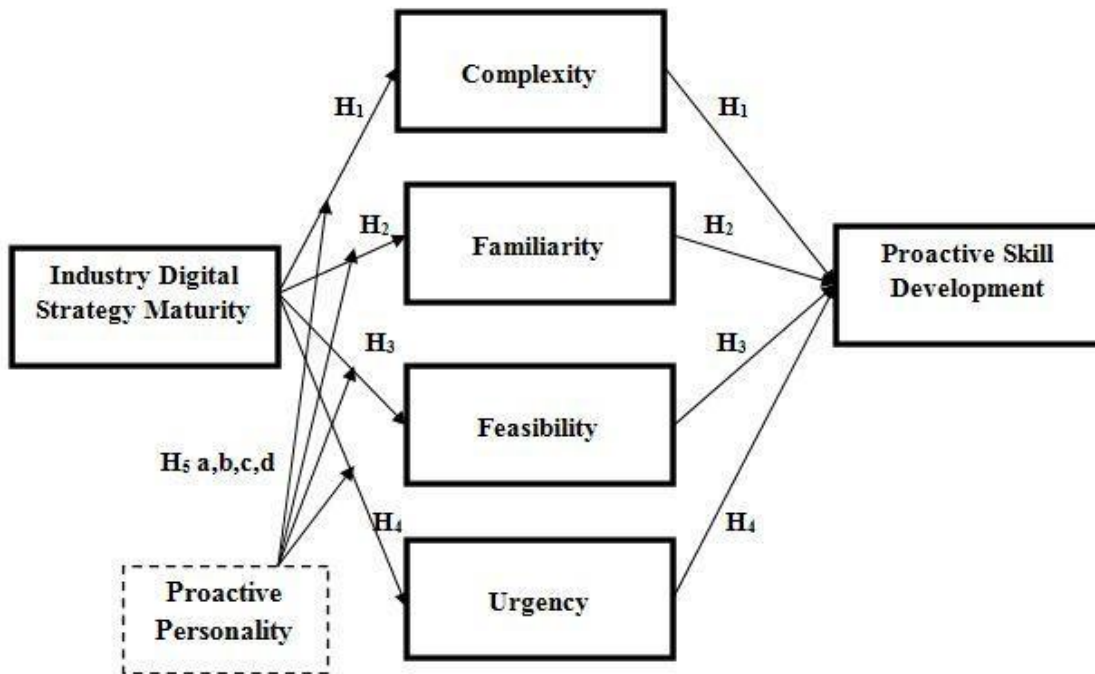 Complexity
H₁
H₁
Familiarity
H₂
H₂
Industry Digital
Strategy Maturity
Proactive Skill
Development
H₃
H₃
Feasibility
H₅ a,b,c,d
H₄
H₄
Urgency
Proactive
Personality